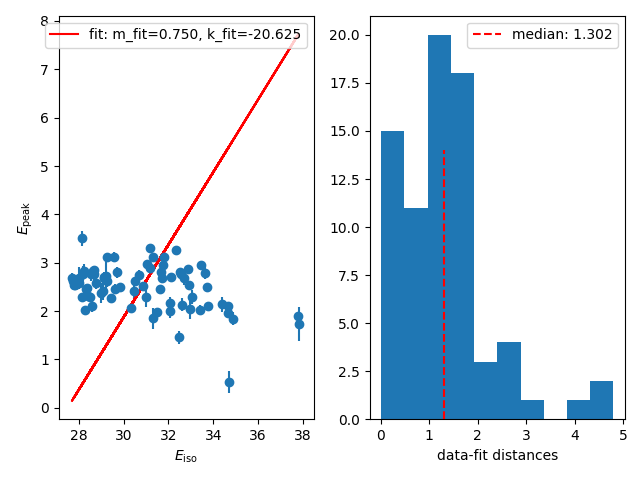 fit: m_fit=0.750, k_fit=-20.625
8
7
6
5
4
3
2
1
0
E_peak
28 30 32 34 36 38
E_iso
median: 1.302
20.0
17.5
15.0
12.5
10.0
7.5
5.0
2.5
0.0
0 1 2 3 4 5
data-fit distances